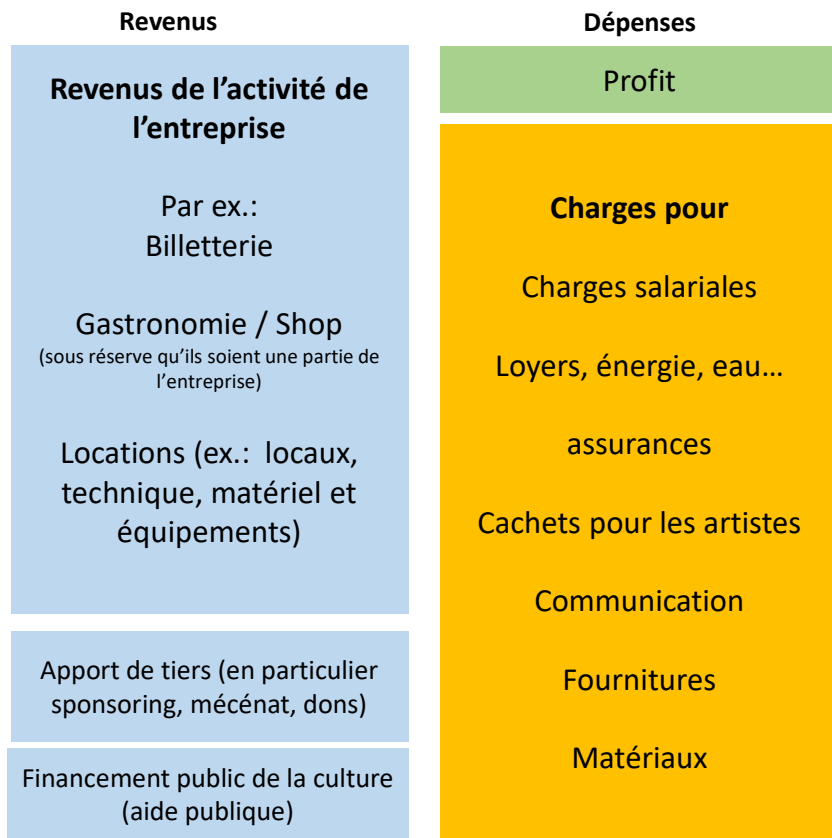 Revenus
Revenus de l’activité de
l’entreprise
Par ex.:
Billetterie
Gastronomie / Shop
(sous réserve qu’ils soient une partie de
l’entreprise)
Locations (ex.: locaux,
technique, matériel et
équipements)
Apport de tiers (en particulier
sponsoring, mécénat, dons)
Financement public de la culture
(aide publique)
Dépenses
Profit
Charges pour
Charges salariales
Loyers, énergie, eau…
assurances
Cachets pour les artistes
Communication
Fournitures
Matériaux